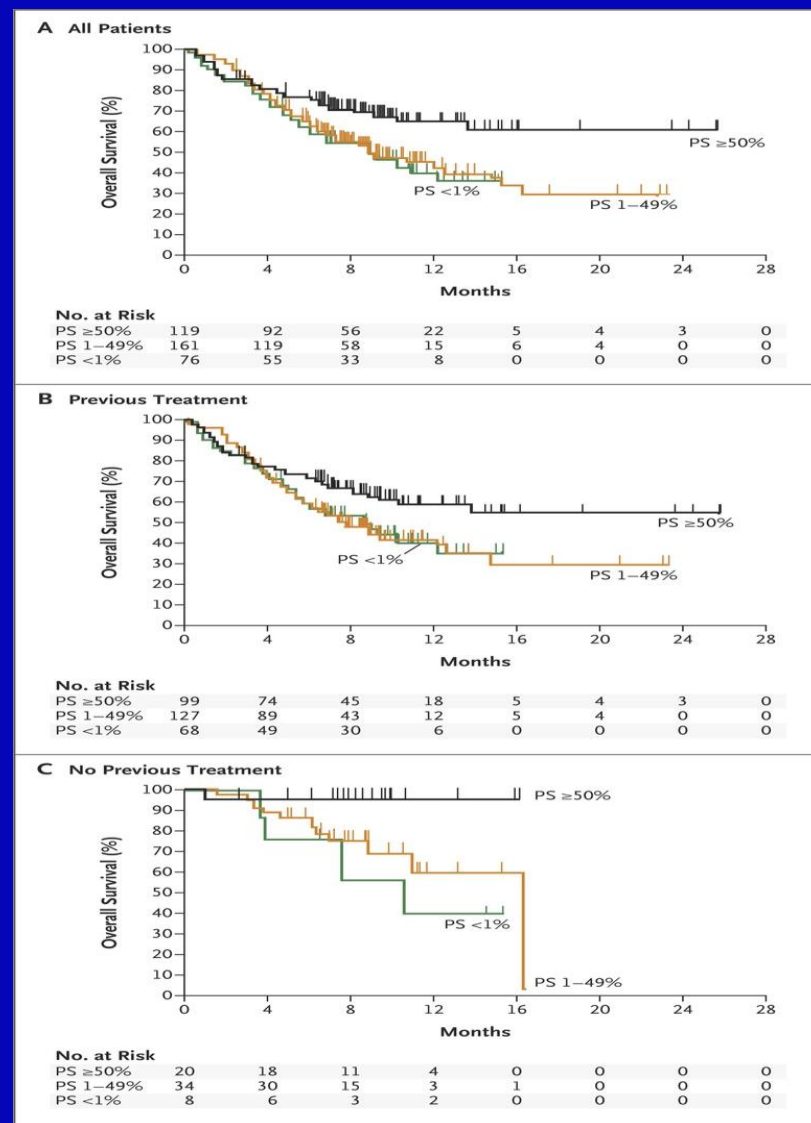 A All Patients
100
90
80
70
60
50
40
30
20
10
0
Overall Survival (%)
PS ≥50%
PS <1%
PS 1–49%
0 4 8 12 16 20 24 28
Months
No. at Risk
PS ≥50% 119 92 56 22 5 4 3 0
PS 1–49% 161 119 58 15 6 4 0 0
PS <1% 76 55 33 8 0 0 0 0
B Previous Treatment
100
90
80
70
60
50
40
30
20
10
0
Overall Survival (%)
PS ≥50%
PS <1%
PS 1–49%
0 4 8 12 16 20 24 28
Months
No. at Risk
PS ≥50% 99 74 45 18 5 4 3 0
PS 1–49% 127 89 43 12 5 4 0 0
PS <1% 68 49 30 6 0 0 0 0
C No Previous Treatment
100
90
80
70
60
50
40
30
20
10
0
Overall Survival (%)
PS ≥50%
PS <1%
PS 1–49%
0 4 8 12 16 20 24 28
Months
No. at Risk
PS ≥50% 20 18 11 4 0 0 0 0
PS 1–49% 34 30 15 3 1 0 0 0
PS <1% 8 6 3 2 0 0 0 0